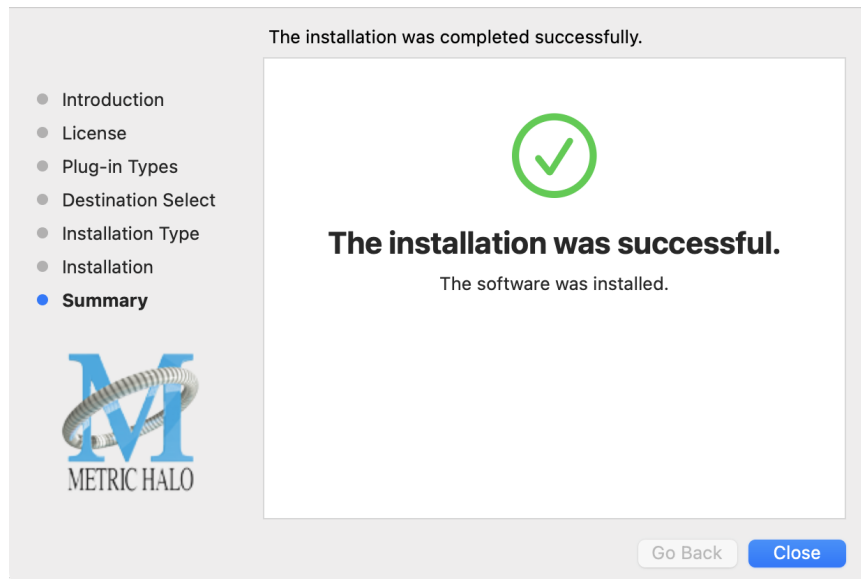 The installation was completed successfully.
Introduction
License
Plug-in Types
Destination Select
Installation Type
Installation
Summary
METRIC HALO
The installation was successful.
The software was installed.
Go Back
Close